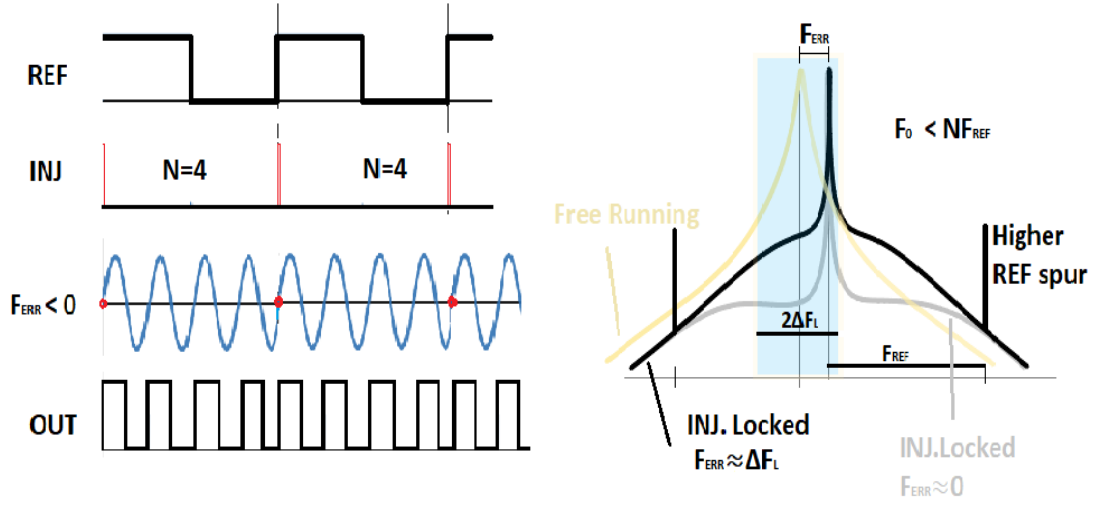 REF
INJ
N=4
N=4
FERR < 0
OUT
FERR
F0 < NFREF
Free Running
Higher
REF spur
2ΔFL
FREF
INJ. Locked
FERR ≈ ΔFL
INJ.Locked
FERR ≈ 0